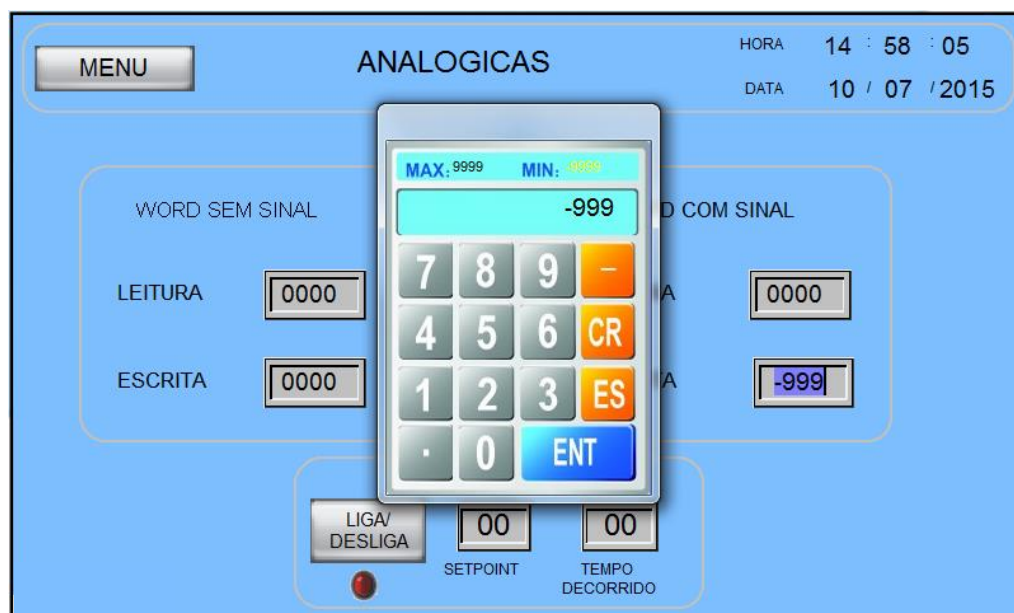 MENU
ANALOGICAS
HORA 14 : 58 : 05
DATA 10 / 07 / 2015
MAX: 9999 MIN: -9999
-999
WORD SEM SINAL
D COM SINAL
LEITURA 0000
A 0000
ESCRITA 0000
TA -999
7 8 9 -
4 5 6 CR
1 2 3 ES
. 0 ENT
LIGA/
DESLIGA
00
00
SETPOINT
TEMPO
DECORRIDO